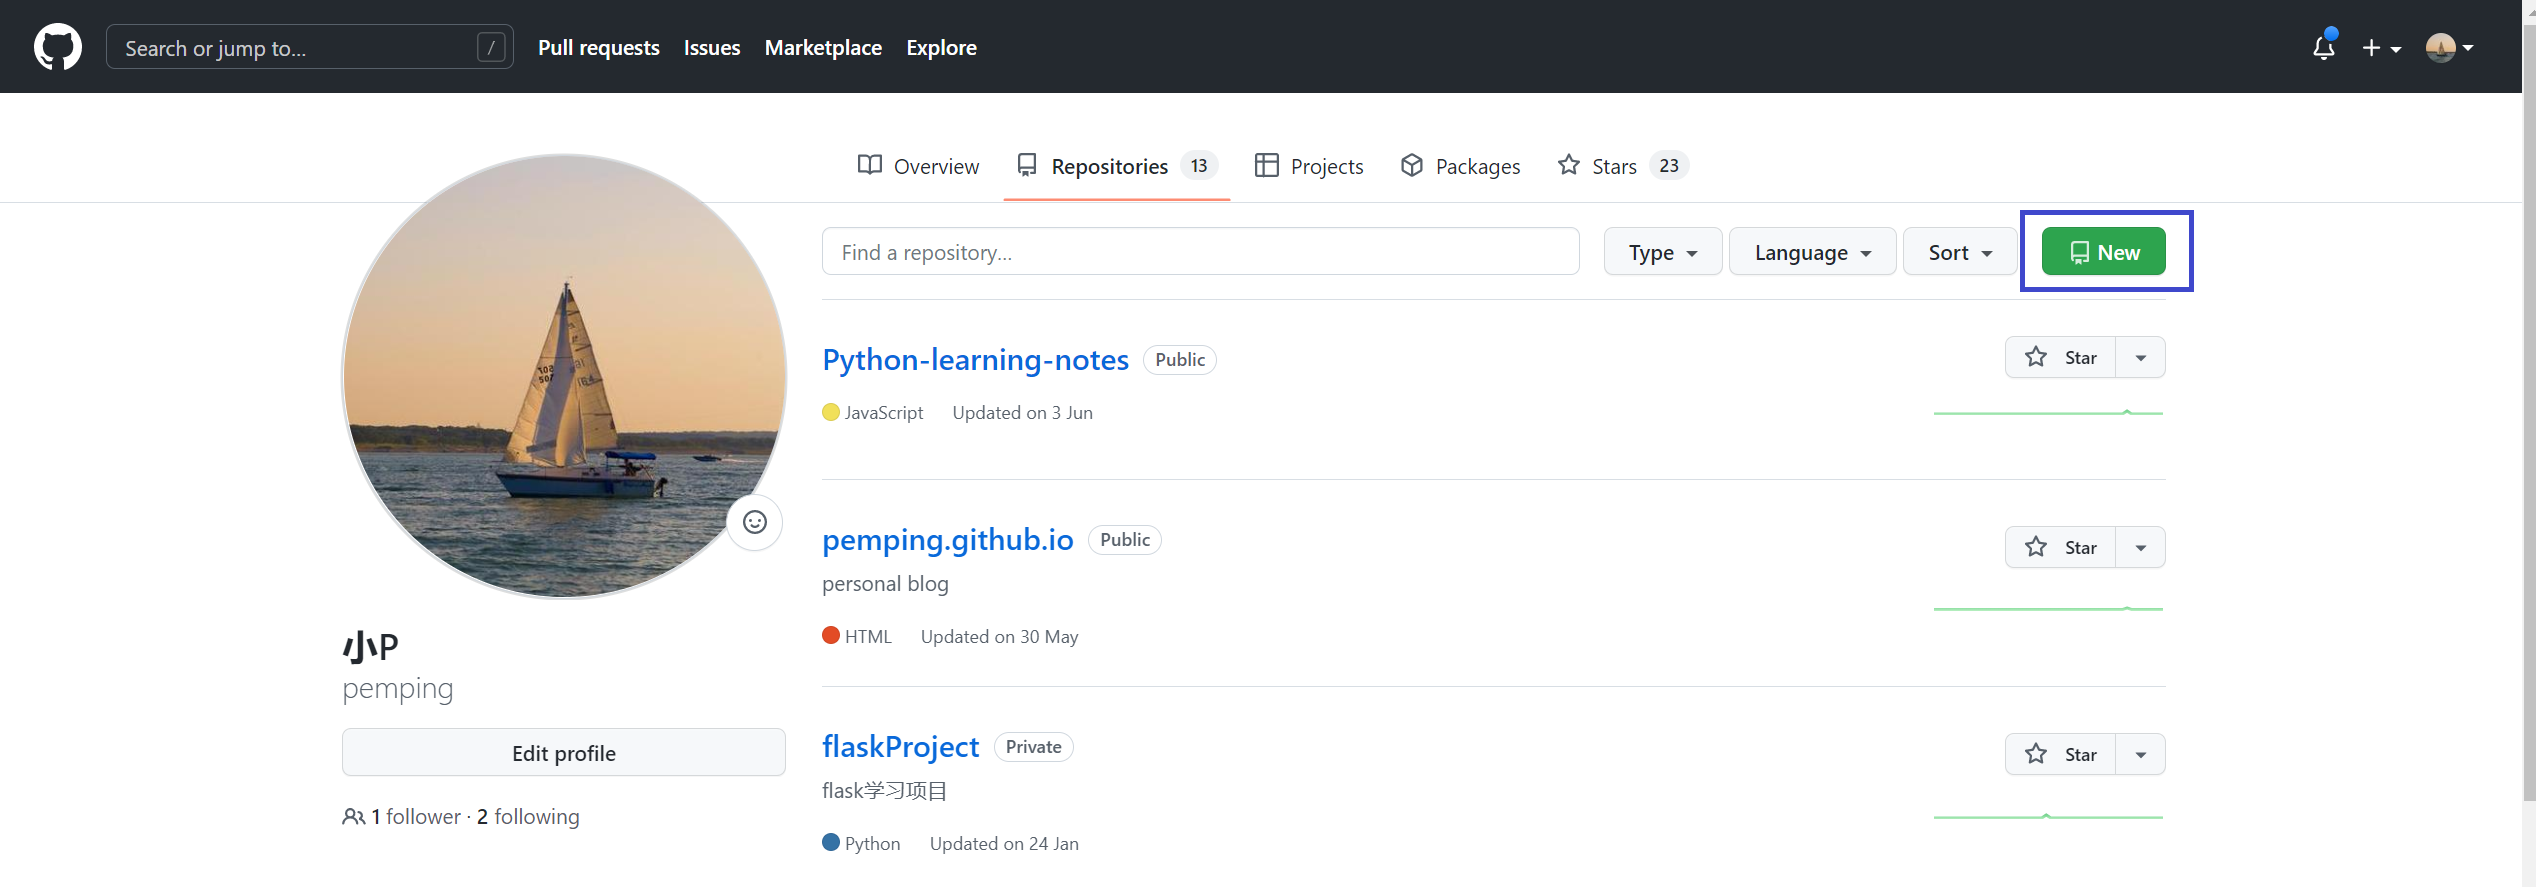 Search or jump to... / Pull requests Issues Marketplace Explore
Overview Repositories 13 Projects Packages Stars 23
Find a repository... Type Language Sort New
Python-learning-notes Public Star
JavaScript Updated on 3 Jun
pemping.github.io Public Star
personal blog
HTML Updated on 30 May
小P
pemping
Edit profile
1 follower · 2 following
flaskProject Private Star
flask学习项目
Python Updated on 24 Jan